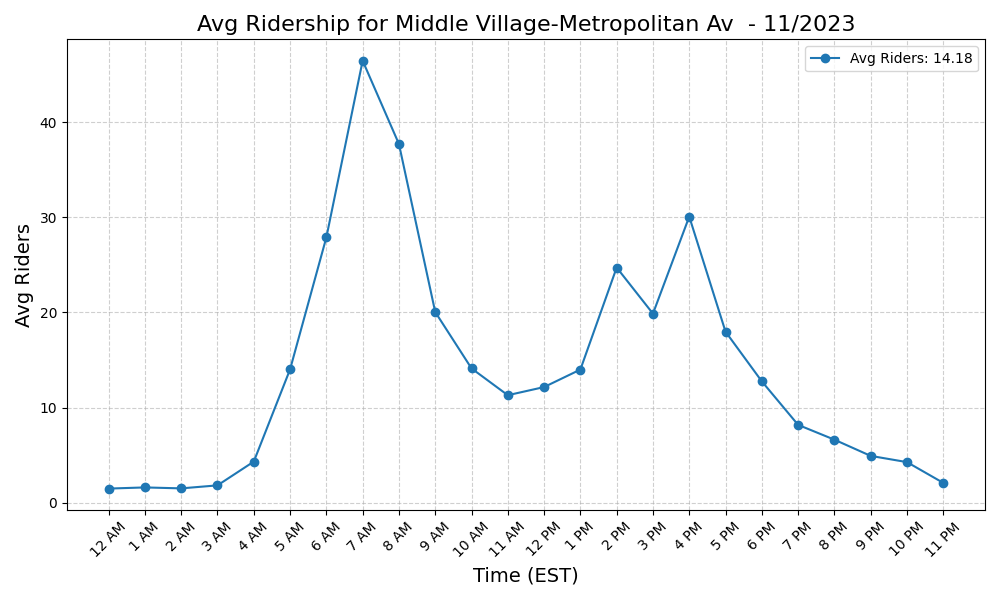 Avg Ridership for Middle Village-Metropolitan Av  - 11/2023
Avg Riders: 14.18
Avg Riders
40
30
20
10
0
12 AM
1 AM
2 AM
3 AM
4 AM
5 AM
6 AM
7 AM
8 AM
9 AM
10 AM
11 AM
12 PM
1 PM
2 PM
3 PM
4 PM
5 PM
6 PM
7 PM
8 PM
9 PM
10 PM
11 PM
Time (EST)